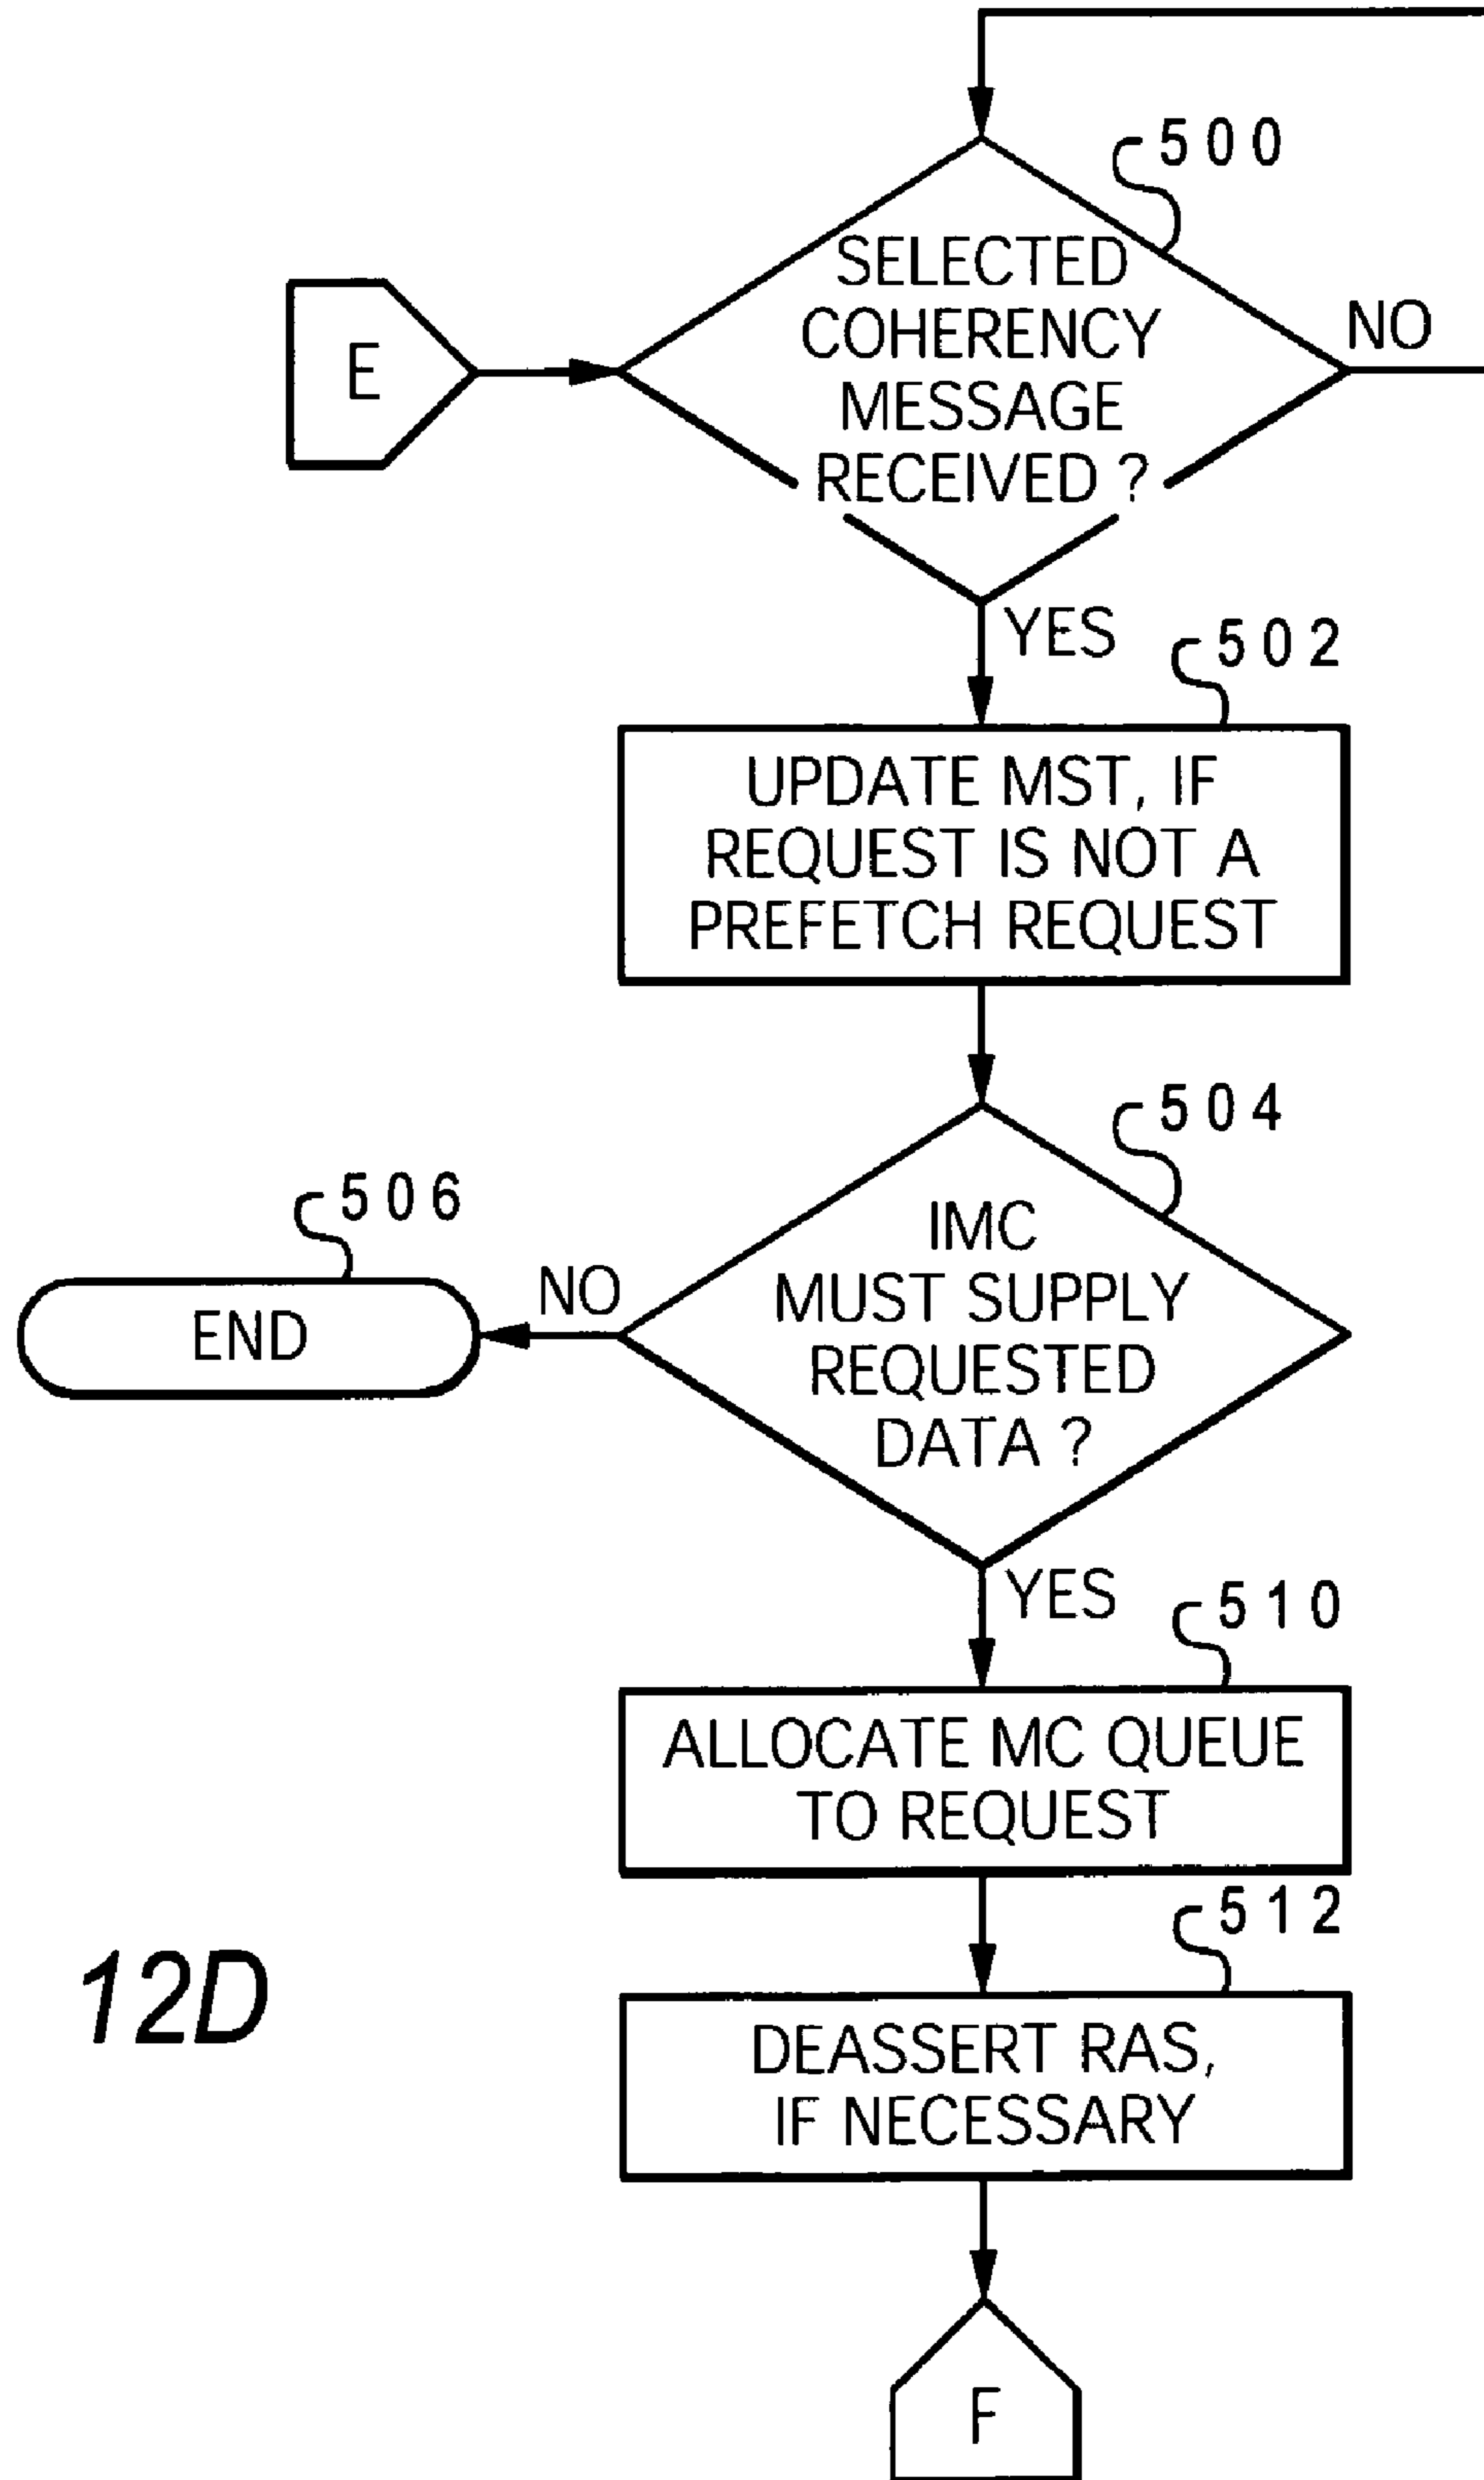 500
SELECTED
COHERENCY
MESSAGE
RECEIVED ?
E
NO
YES
502
UPDATE MST, IF
REQUEST IS NOT A
PREFETCH REQUEST
504
506
IMC
MUST SUPPLY
REQUESTED
DATA ?
NO
END
YES
510
ALLOCATE MC QUEUE
TO REQUEST
512
12D
DEASSERT RAS,
IF NECESSARY
F